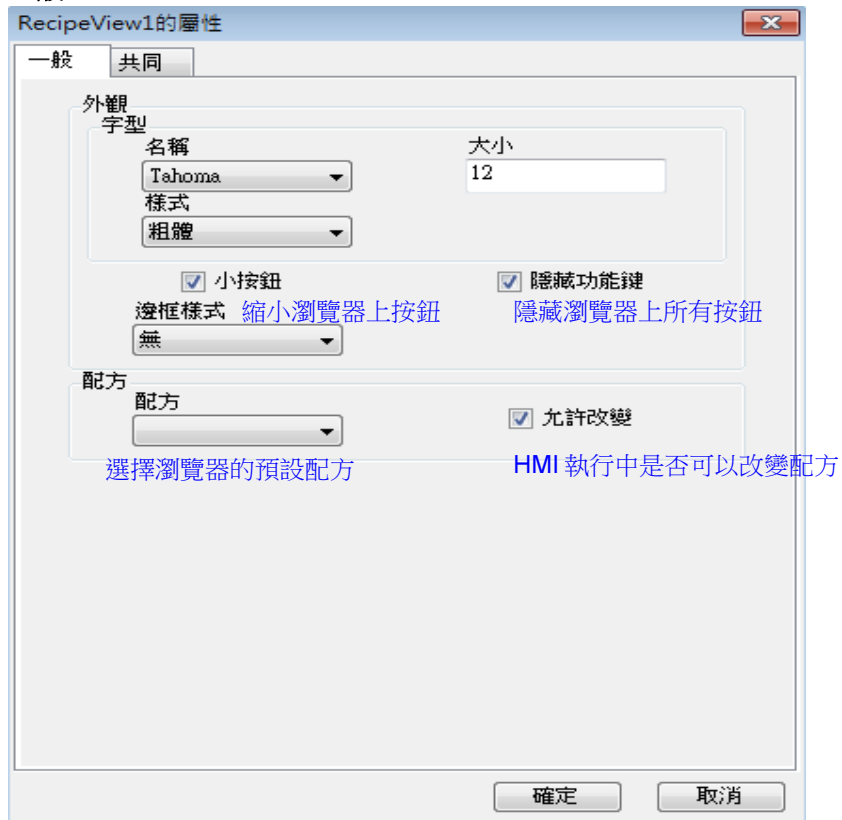 RecipeView1的屬性
一般 共同
外觀
字型
名稱 大小
Tahoma 12
樣式
粗體
小按鈕 隱藏功能鍵
邊框樣式 縮小瀏覽器上按鈕 隱藏瀏覽器上所有按鈕
無
配方
配方 允許改變
選擇瀏覽器的預設配方 HMI 執行中是否可以改變配方
確定 取消